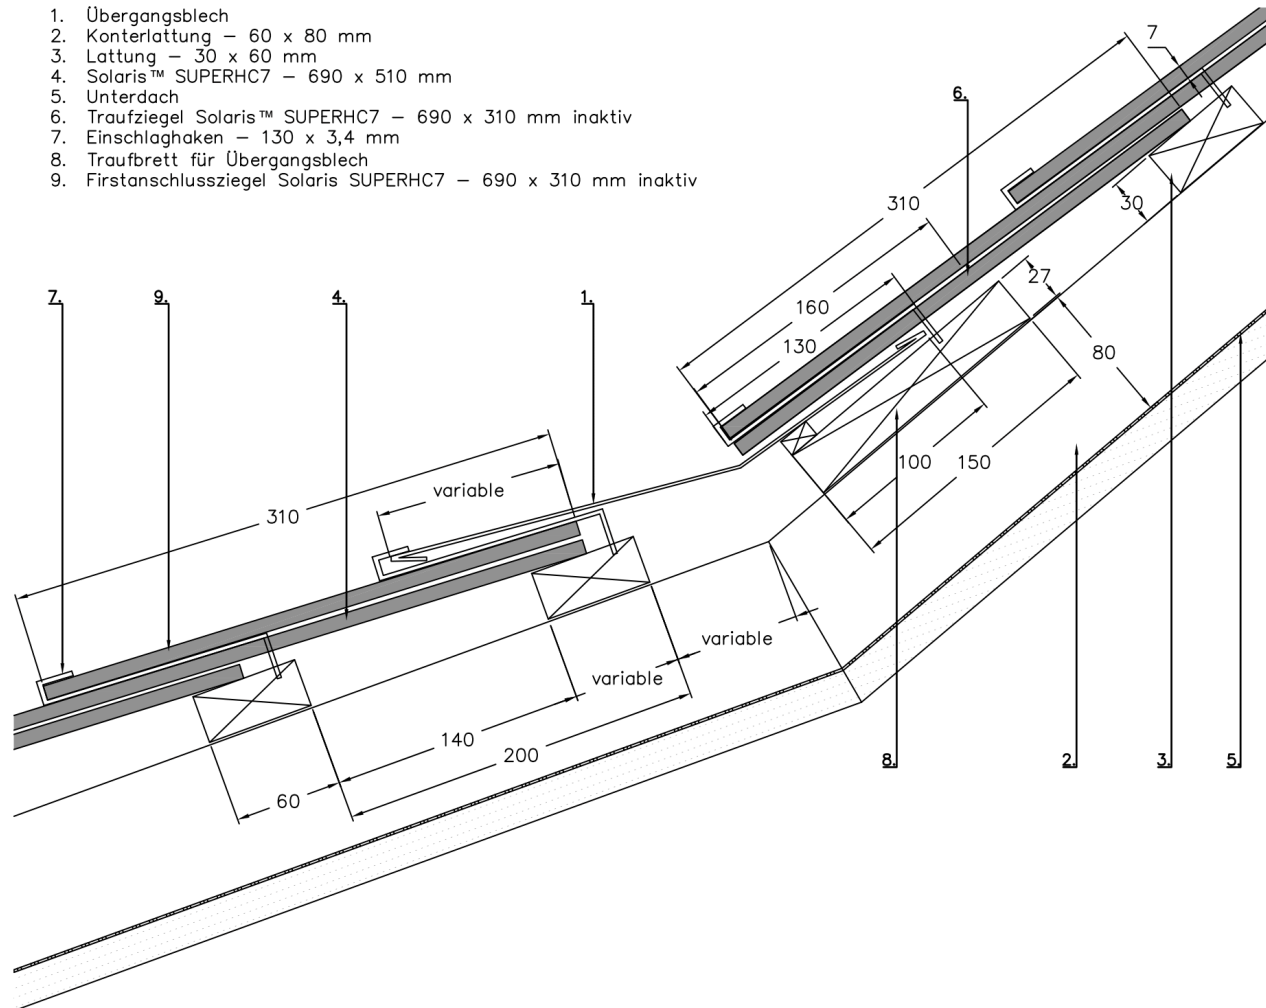 1. Übergangsblech
2. Konterlattung – 60 x 80 mm
3. Lattung – 30 x 60 mm
4. Solaris™ SUPERHC7 – 690 x 510 mm
5. Unterdach
6. Traufziegel Solaris™ SUPERHC7 – 690 x 310 mm inaktiv
7. Einschlaghaken – 130 x 3,4 mm
8. Traufbrett für Übergangsblech
9. Firstanschlussziegel Solaris SUPERHC7 – 690 x 310 mm inaktiv
7
6.
310
30
27
160
130
80
7.
9.
4.
1.
100
150
variable
310
variable
variable
140
200
60
8.
2.
3.
5.